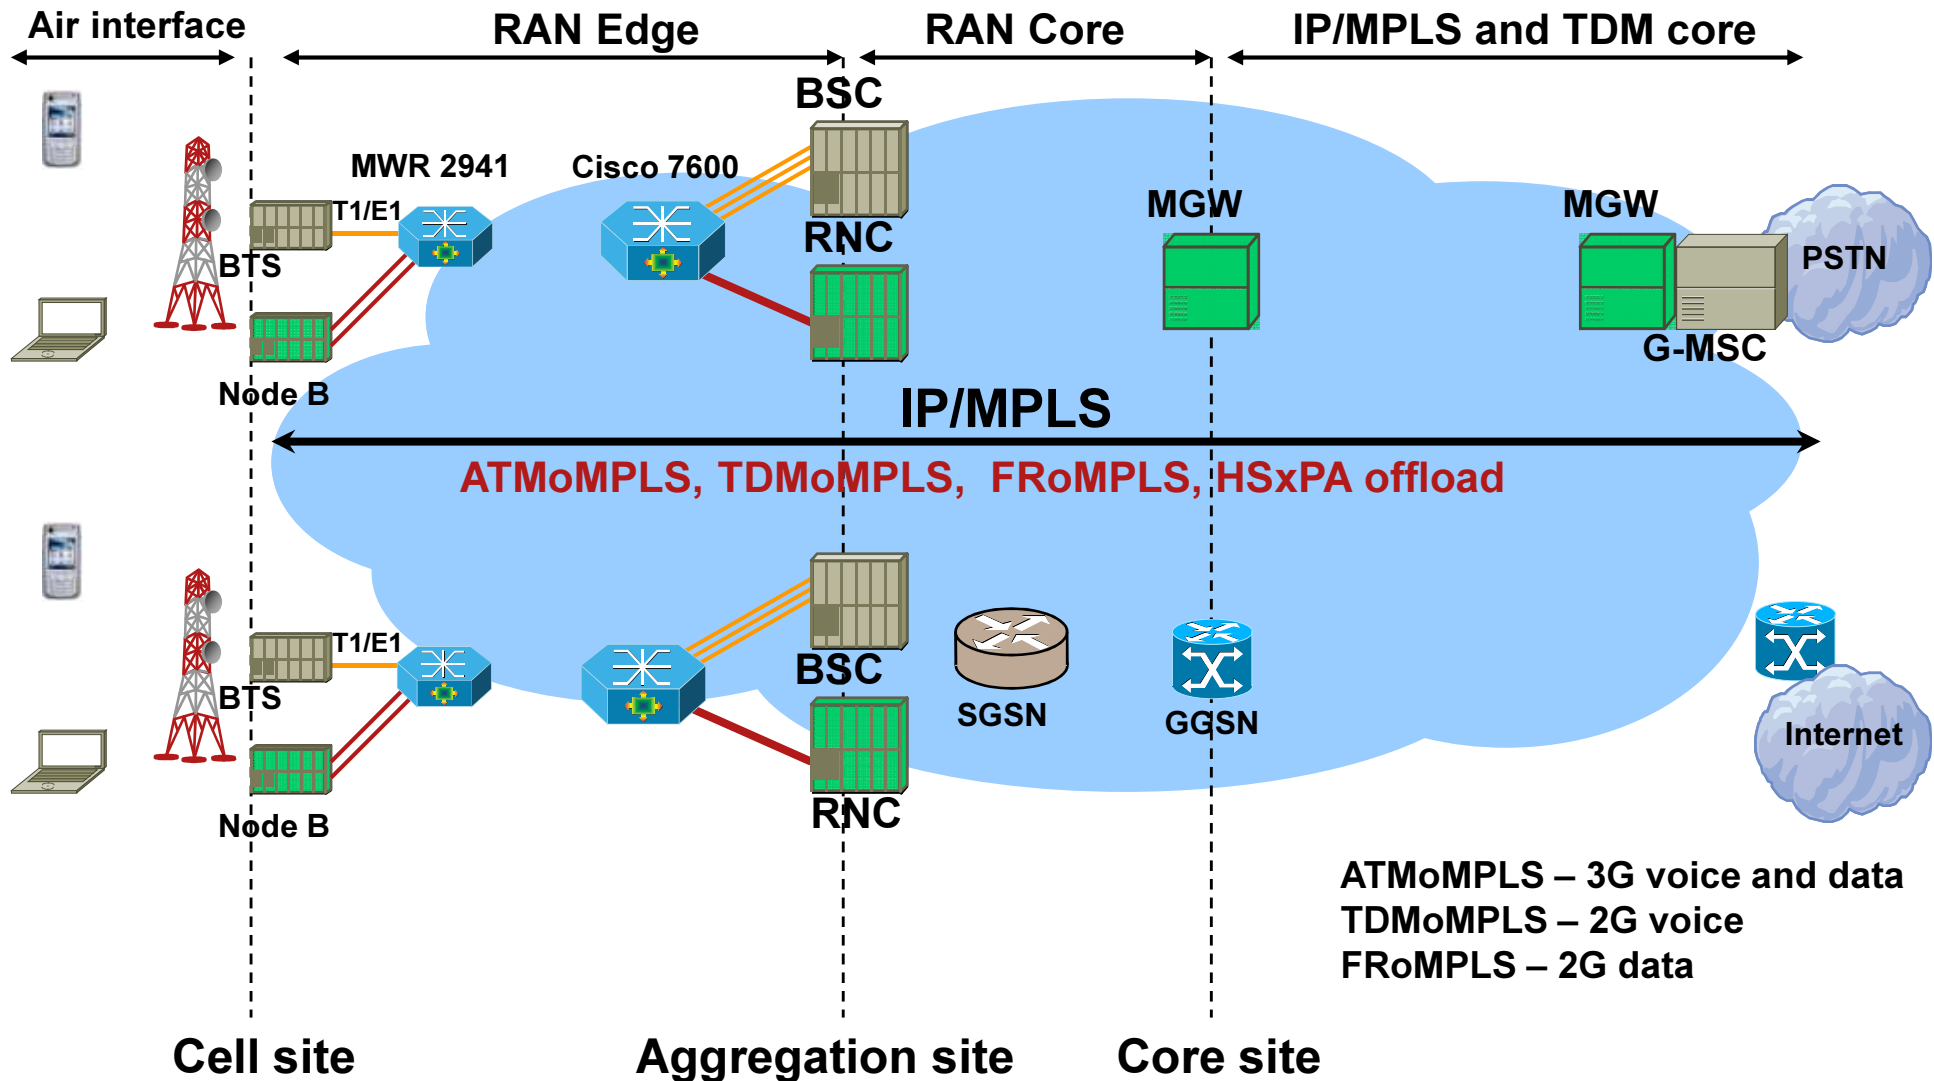 Air interface
RAN Edge
RAN Core
IP/MPLS and TDM core
BSC
MWR 2941
Cisco 7600
T1/E1
MGW
MGW
RNC
BTS
PSTN
G-MSC
Node B
IP/MPLS
ATMoMPLS, TDMoMPLS, FRoMPLS, HSxPA offload
T1/E1
BSC
BTS
SGSN
GGSN
Internet
RNC
Node B
ATMoMPLS – 3G voice and data
TDMoMPLS – 2G voice
FRoMPLS – 2G data
Cell site
Aggregation site
Core site